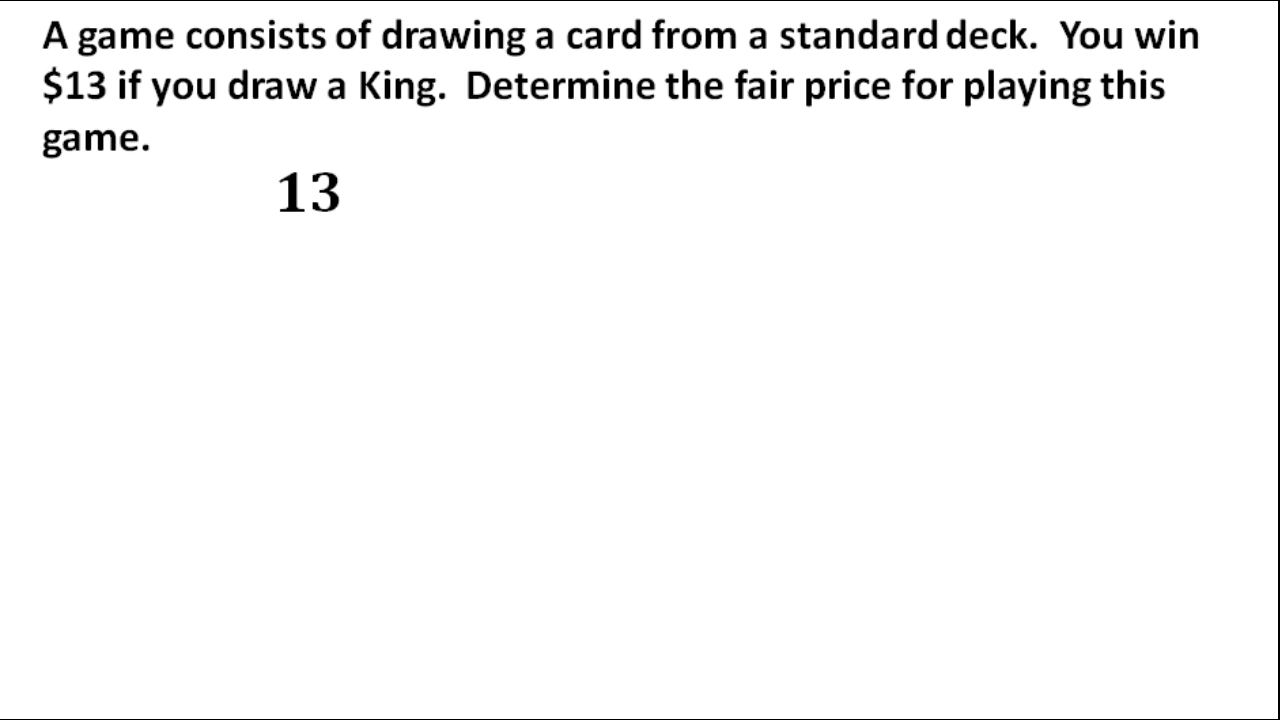 A game consists of drawing a card from a standard deck. You win
$13 if you draw a King. Determine the fair price for playing this
game.
13